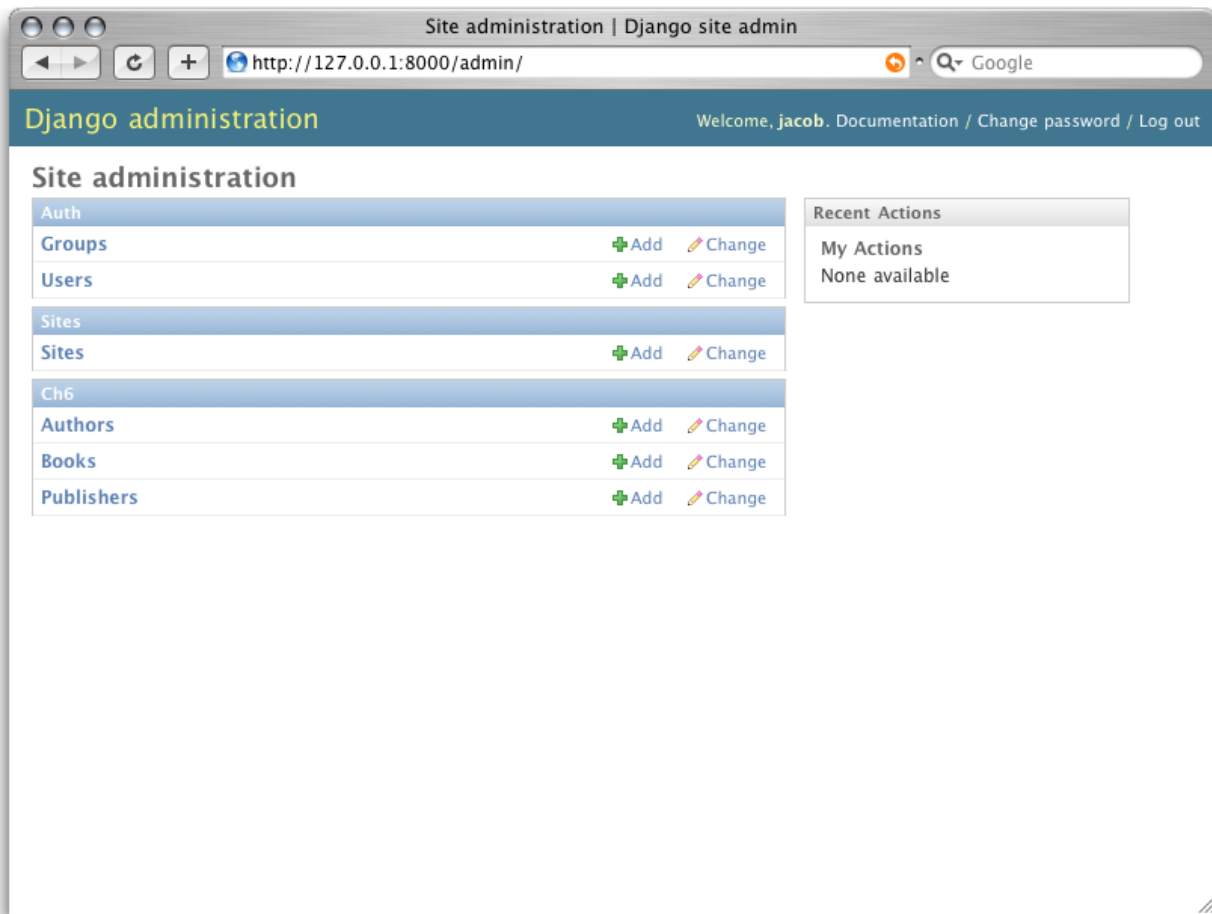 Site administration | Django site admin
http://127.0.0.1:8000/admin/
Google
Django administration
Welcome, jacob. Documentation / Change password / Log out
Site administration
Auth
Groups Add Change
Users Add Change
Sites
Sites Add Change
Ch6
Authors Add Change
Books Add Change
Publishers Add Change
Recent Actions
My Actions
None available